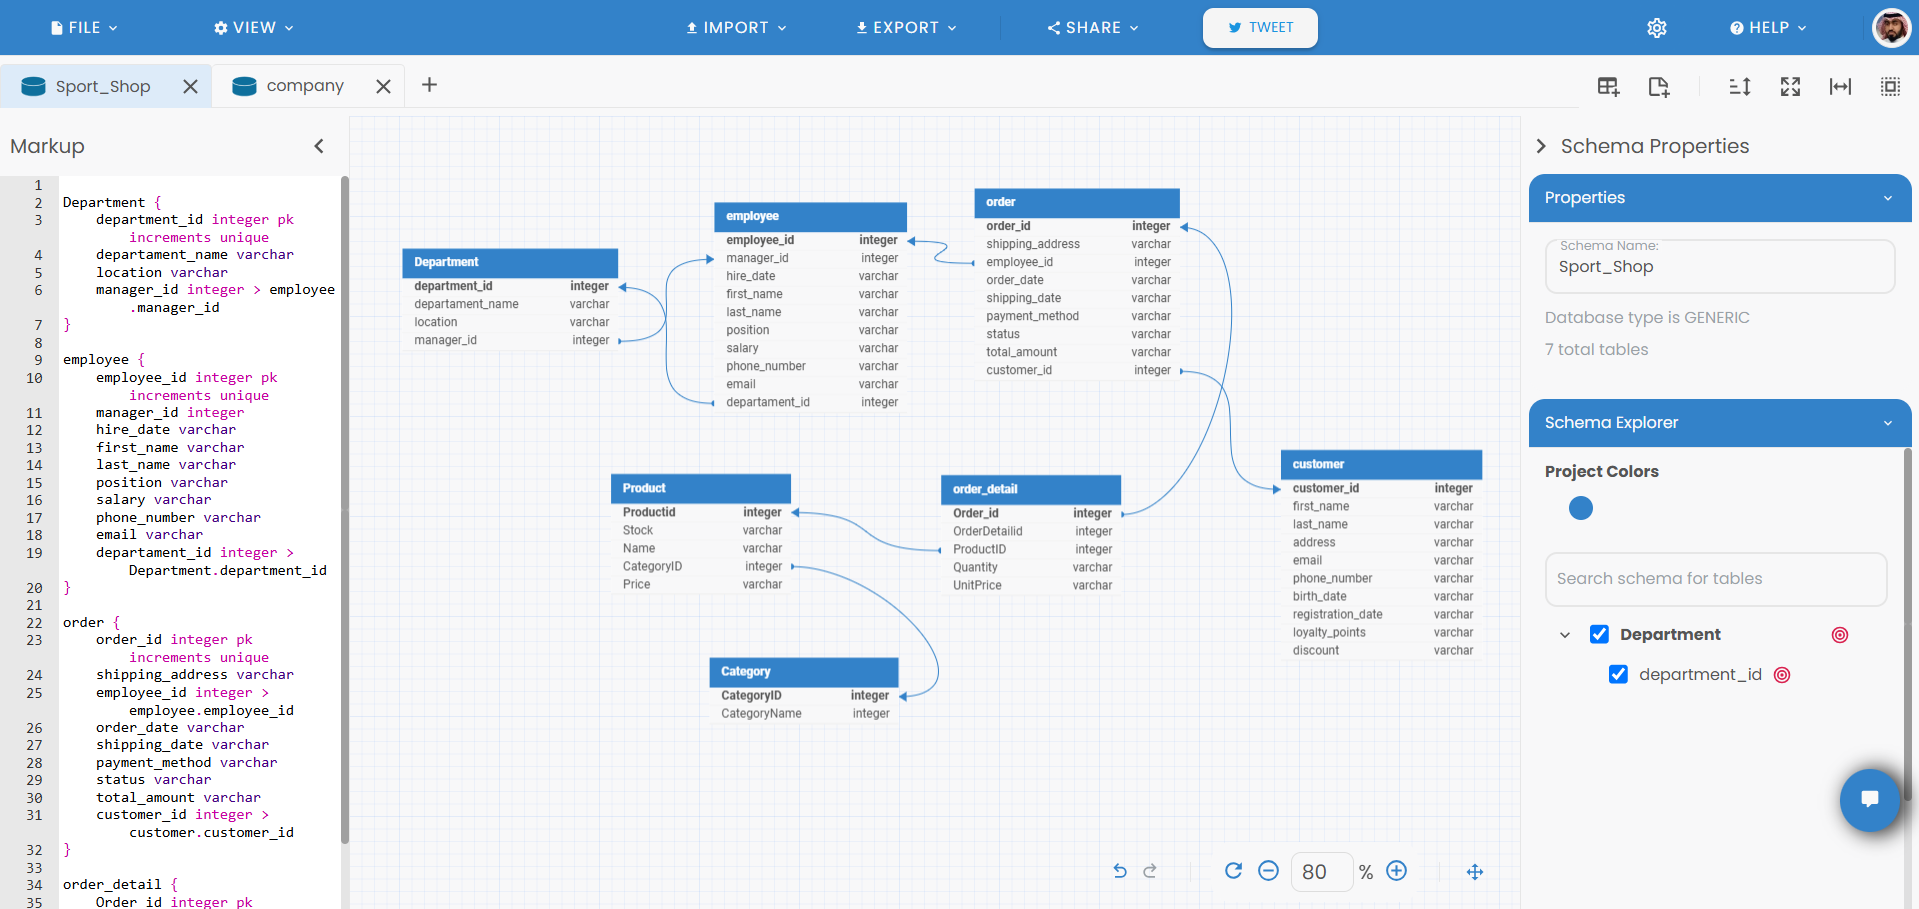 FILE
VIEW
IMPORT
EXPORT
SHARE
TWEET
HELP
Sport_Shop
company
Markup
1
2 Department {
3 department_id integer pk
increments unique
4 departament_name varchar
5 location varchar
6 manager_id integer > employee
.manager_id
7 }
8
9 employee {
10 employee_id integer pk
increments unique
11 manager_id integer
12 hire_date varchar
13 first_name varchar
14 last_name varchar
15 position varchar
16 salary varchar
17 phone_number varchar
18 email varchar
19 departament_id integer >
Department.department_id
20 }
21
22 order {
23 order_id integer pk
increments unique
24 shipping_address varchar
25 employee_id integer >
employee.employee_id
26 order_date varchar
27 shipping_date varchar
28 payment_method varchar
29 status varchar
30 total_amount varchar
31 customer_id integer >
customer.customer_id
32 }
33
34 order_detail {
35 Order_id integer pk
Department
department_id integer
departament_name varchar
location varchar
manager_id integer
employee
employee_id integer
manager_id integer
hire_date varchar
first_name varchar
last_name varchar
position varchar
salary varchar
phone_number varchar
email varchar
departament_id integer
order
order_id integer
shipping_address varchar
employee_id integer
order_date varchar
shipping_date varchar
payment_method varchar
status varchar
total_amount varchar
customer_id integer
Product
Productid integer
Stock varchar
Name varchar
CategoryID integer
Price varchar
order_detail
Order_id integer
OrderDetailid integer
ProductID integer
Quantity varchar
UnitPrice varchar
customer
customer_id integer
first_name varchar
last_name varchar
address varchar
email varchar
phone_number varchar
birth_date varchar
registration_date varchar
loyalty_points varchar
discount varchar
Category
CategoryID integer
CategoryName integer
80 %
Schema Properties
Properties
Schema Name:
Sport_Shop
Database type is GENERIC
7 total tables
Schema Explorer
Project Colors
Search schema for tables
Department
department_id